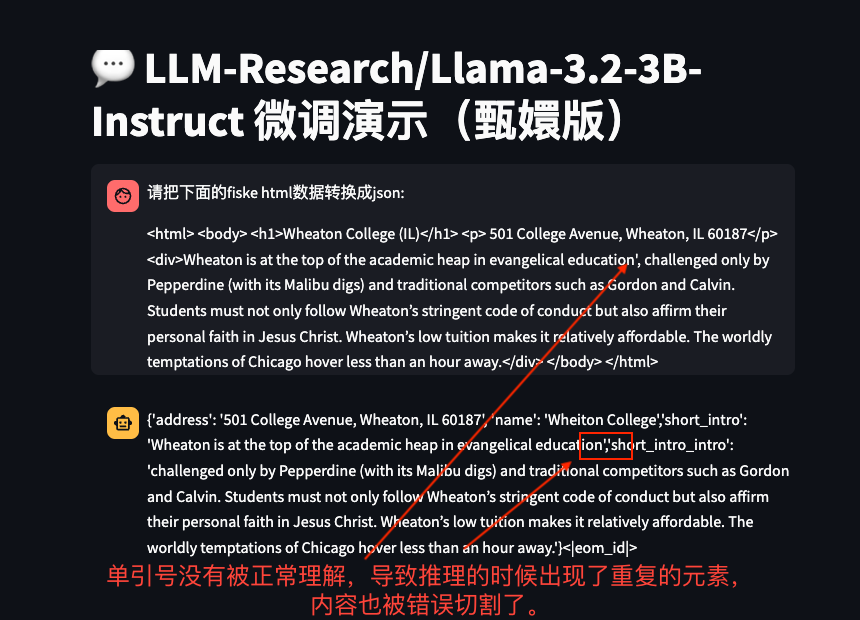 LLM-Research/Llama-3.2-3B-
Instruct 微调演示（甄嬛版）
请把下面的fiske html数据转换成json:
<html> <body> <h1>Wheaton College (IL)</h1> <p> 501 College Avenue, Wheaton, IL 60187</p>
<div>Wheaton is at the top of the academic heap in evangelical education', challenged only by
Pepperdine (with its Malibu digs) and traditional competitors such as Gordon and Calvin.
Students must not only follow Wheaton’s stringent code of conduct but also affirm their
personal faith in Jesus Christ. Wheaton’s low tuition makes it relatively affordable. The worldly
temptations of Chicago hover less than an hour away.</div> </body> </html>
{'address': '501 College Avenue, Wheaton, IL 60187', 'name': 'Wheiton College','short_intro':
'Wheaton is at the top of the academic heap in evangelical education','short_intro_intro':
'challenged only by Pepperdine (with its Malibu digs) and traditional competitors such as Gordon
and Calvin. Students must not only follow Wheaton’s stringent code of conduct but also affirm
their personal faith in Jesus Christ. Wheaton’s low tuition makes it relatively affordable. The
worldly temptations of Chicago hover less than an hour away.'}<|eom_id|>
单引号没有被正常理解，导致推理的时候出现了重复的元素，
内容也被错误切割了。